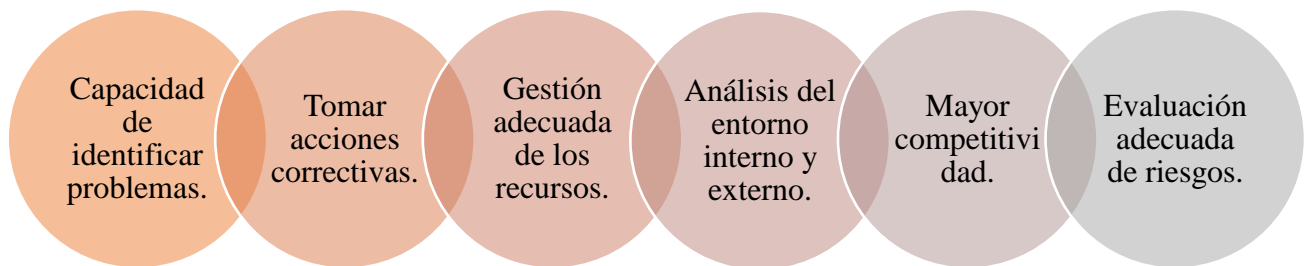 Capacidad
de
identificar
problemas.
Tomar
acciones
correctivas.
Gestión
adecuada
de los
recursos.
Análisis del
entorno
interno y
externo.
Mayor
competitivi
dad.
Evaluación
adecuada
de riesgos.